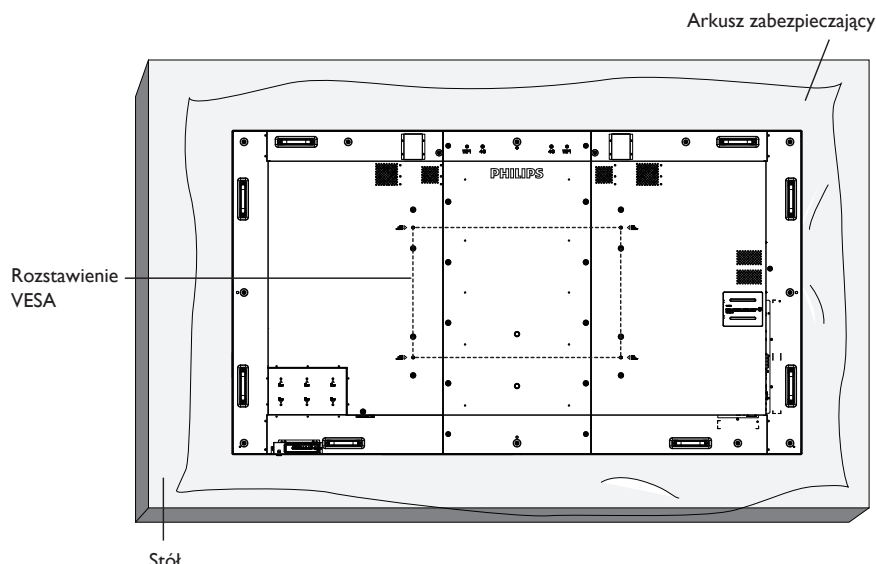 Arkusz zabezpieczający
PHILIPS
Rozstawienie
VESA
Stół